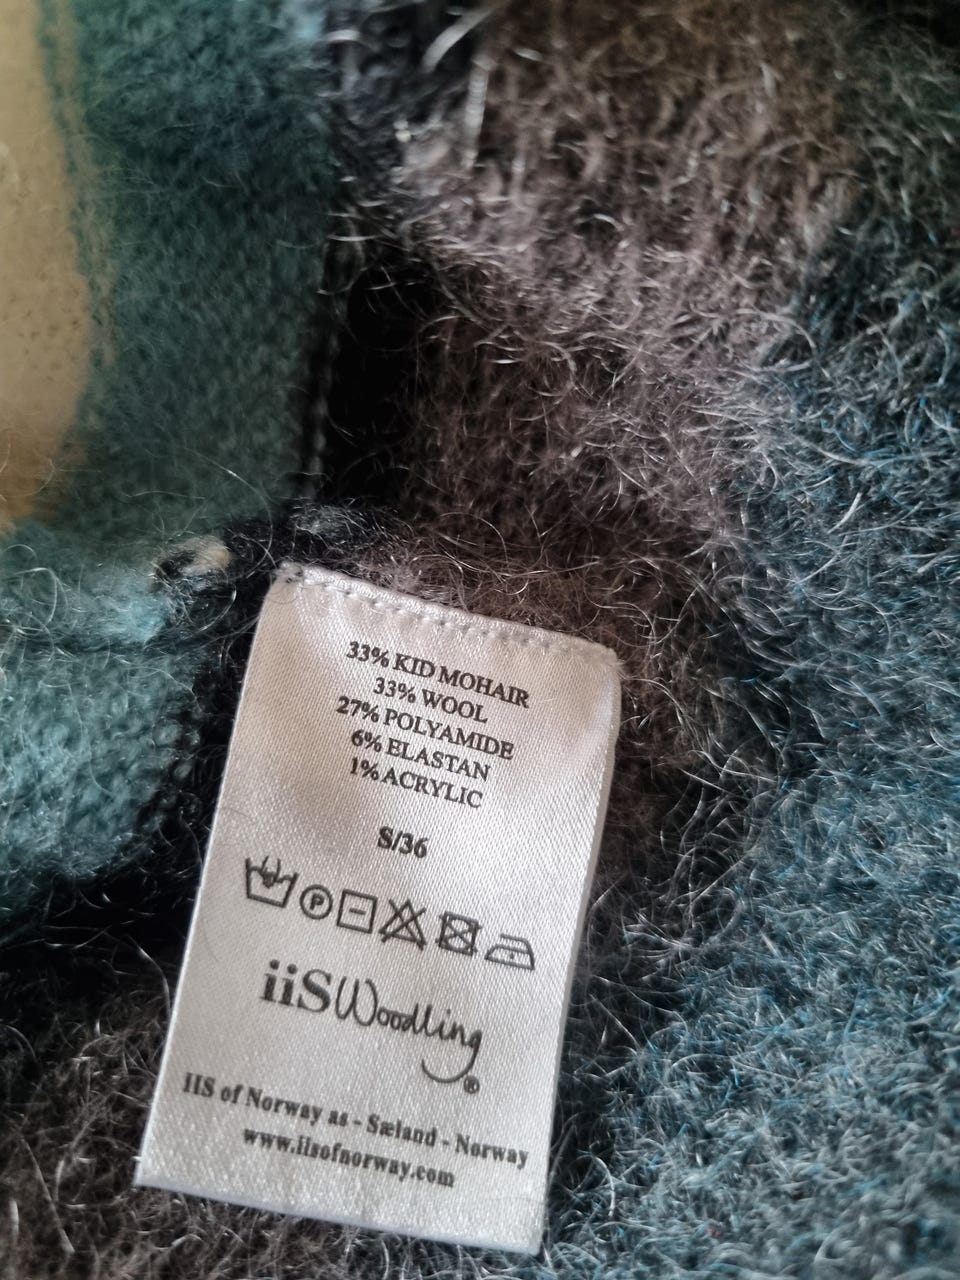 33% KID MOHAIR
33% WOOL
27% POLYAMIDE
6% ELASTAN
1% ACRYLIC
S/36
P
iiS Woodling®
IIS of Norway as - Sæland - Norway
www.iisofnorway.com